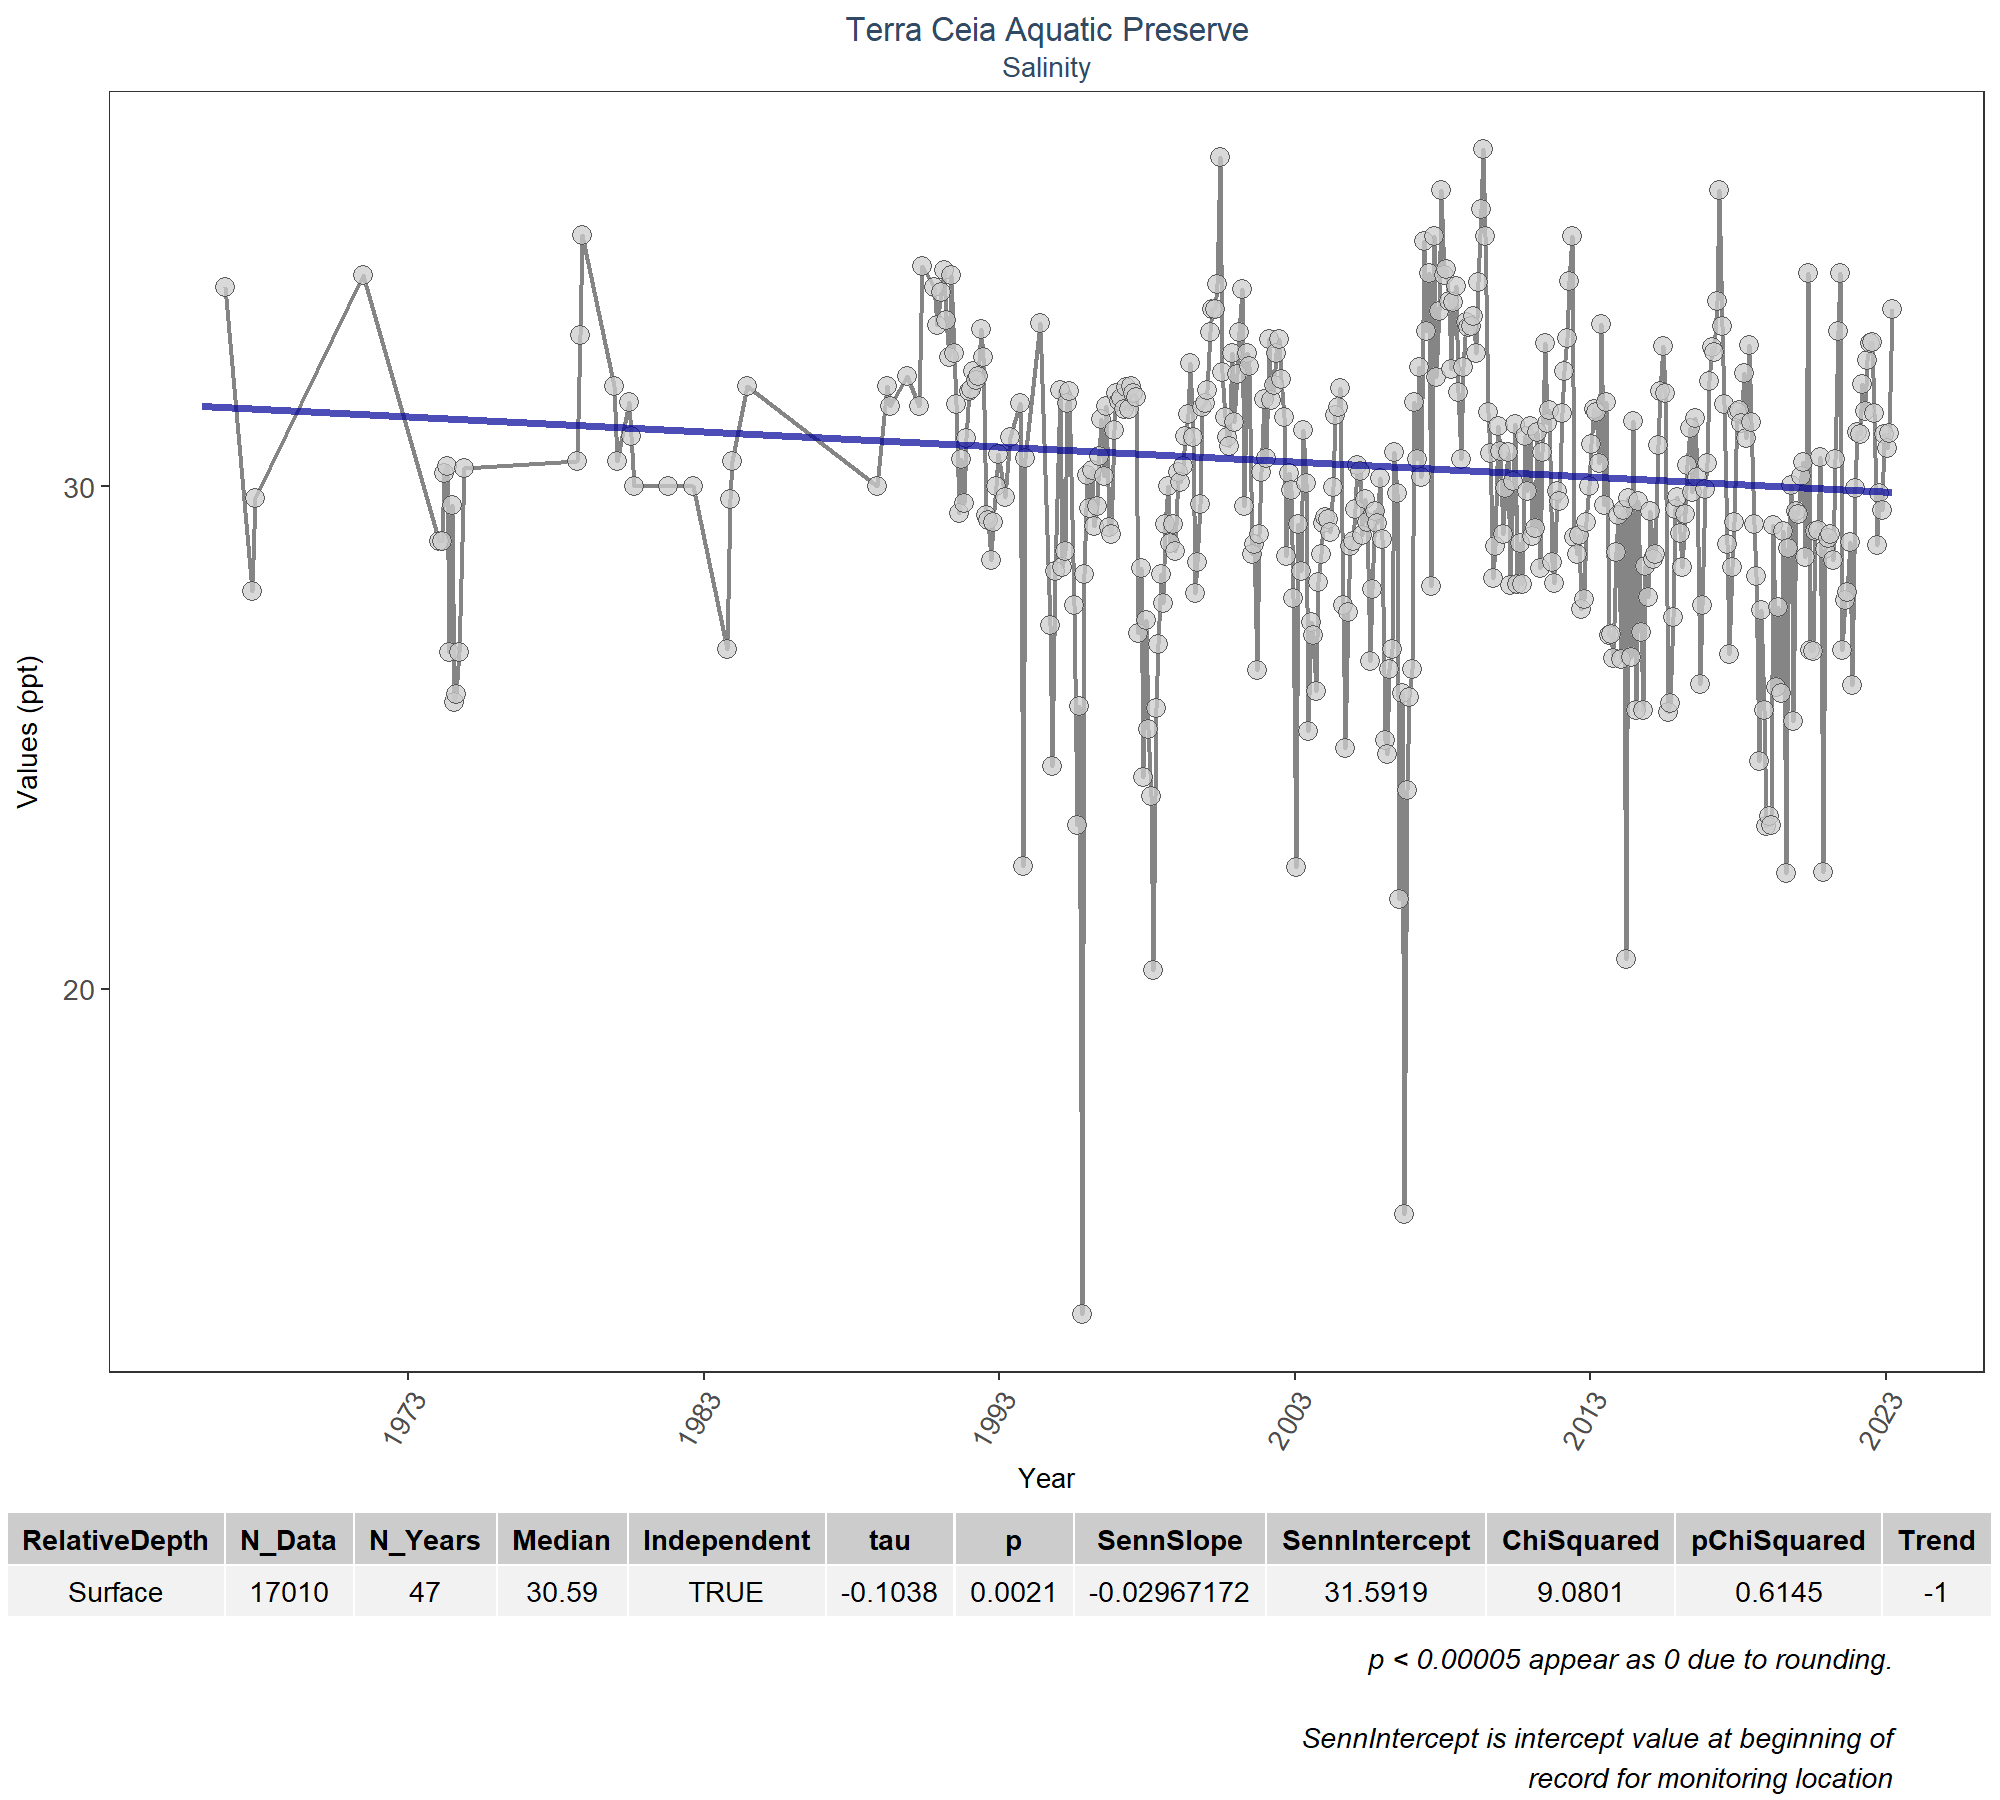 Terra Ceia Aquatic Preserve
Salinity
Values (ppt)
30
20
1973
1983
1993
2003
2013
2023
Year
RelativeDepth N_Data N_Years Median Independent tau p SennSlope SennIntercept ChiSquared pChiSquared Trend
Surface 17010 47 30.59 TRUE -0.1038 0.0021 -0.02967172 31.5919 9.0801 0.6145 -1
p < 0.00005 appear as 0 due to rounding.
SennIntercept is intercept value at beginning of
record for monitoring location